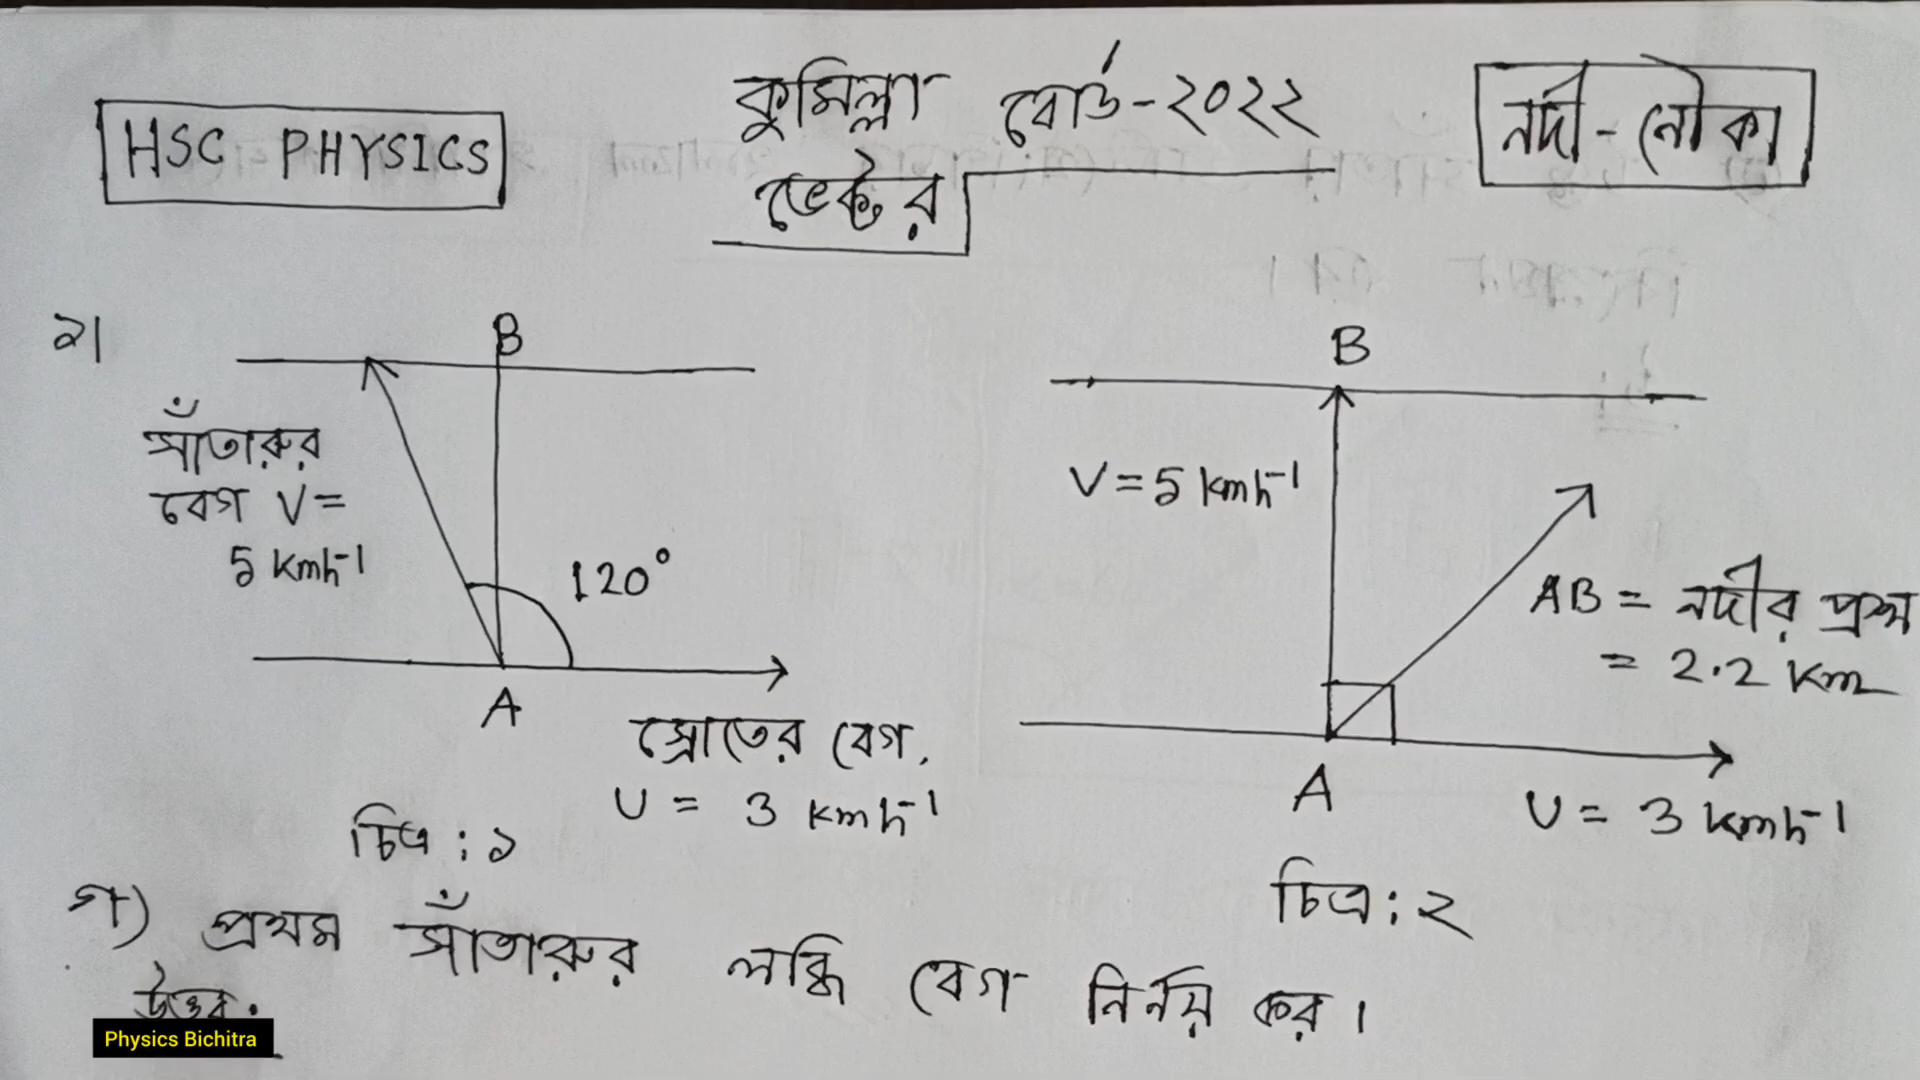 HSC PHYSICS
কুমিল্লা বোর্ড-২০২২
ভেক্টর
নদী-নৌকা
১।
B
সাঁতারুর
বেগ V =
5 kmh⁻¹
120°
A
স্রোতের বেগ,
U = 3 kmh⁻¹
চিত্র : ১
B
V = 5 kmh⁻¹
AB = নদীর প্রস্থ
= 2.2 km
A
U = 3 kmh⁻¹
চিত্র : ২
গ) প্রথম সাঁতারুর লব্ধি বেগ নির্নয় কর।
উত্তর:
Physics Bichitra